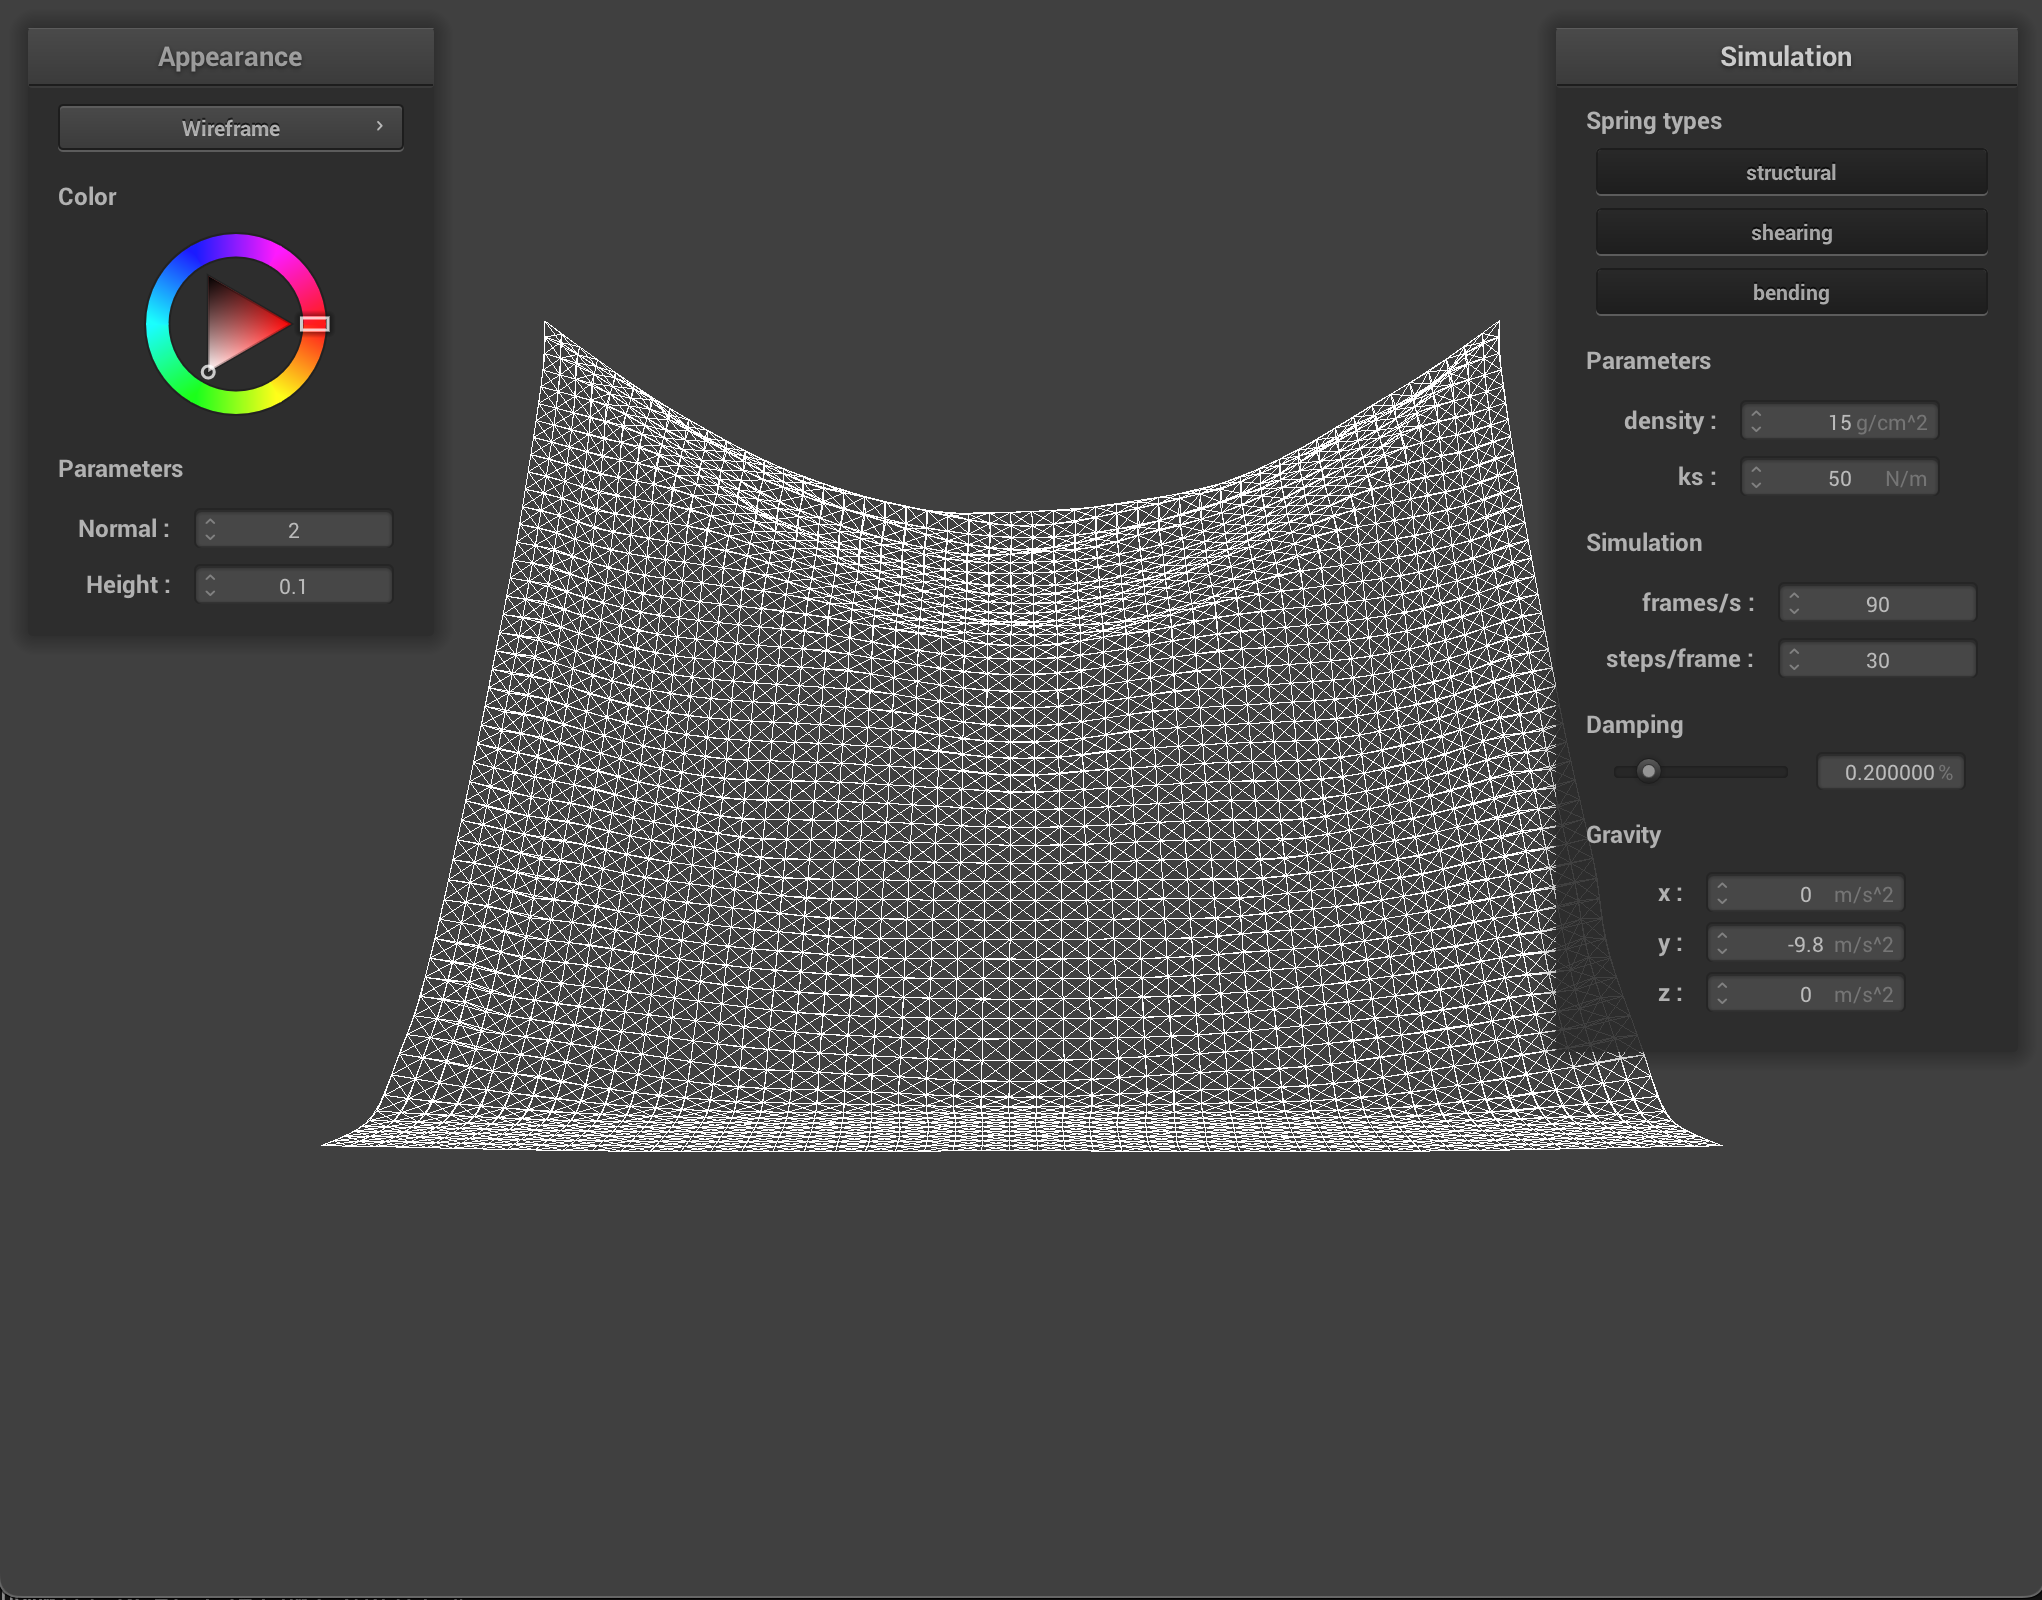 Appearance
Wireframe
Color
Parameters
Normal : 2
Height : 0.1
Simulation
Spring types
structural
shearing
bending
Parameters
density : 15 g/cm^2
ks : 50 N/m
Simulation
frames/s : 90
steps/frame : 30
Damping
0.200000 %
Gravity
x : 0 m/s^2
y : -9.8 m/s^2
z : 0 m/s^2